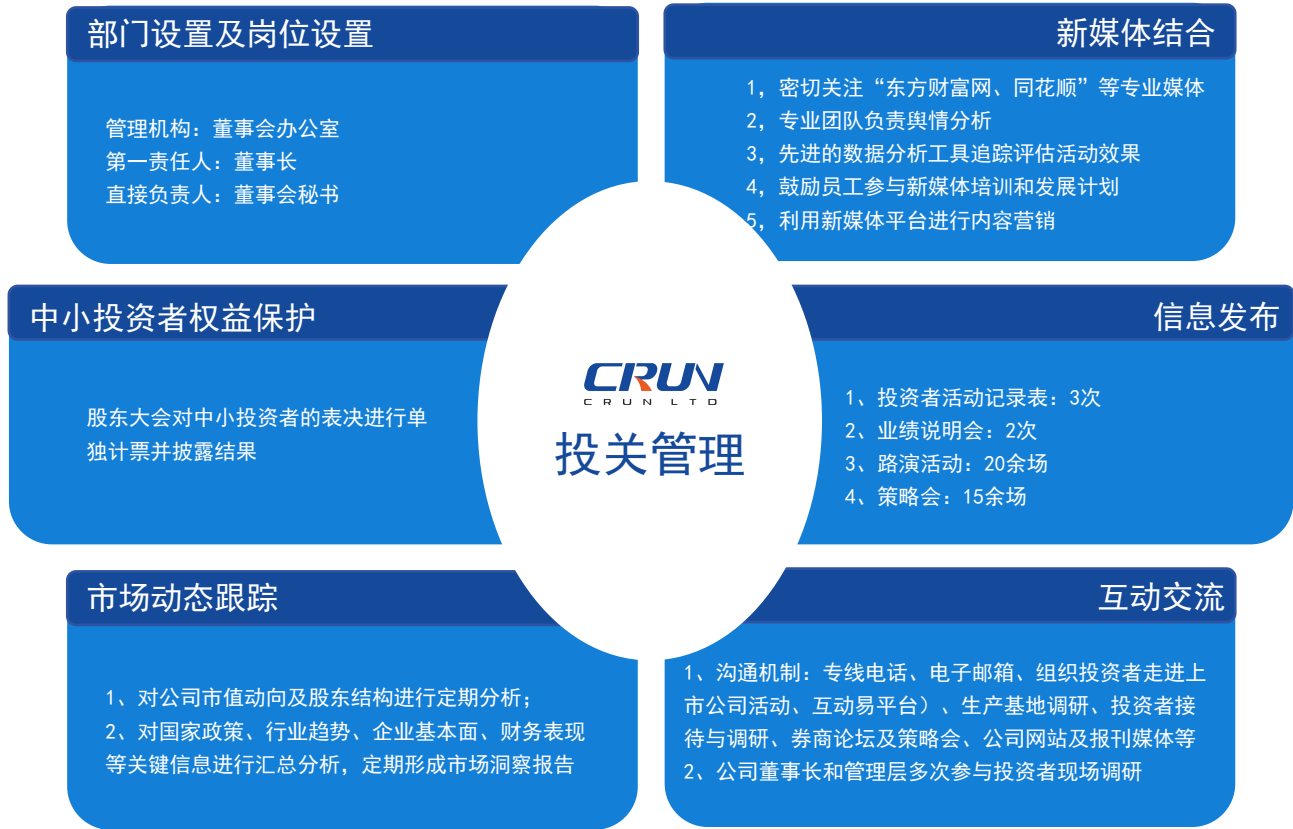 部门设置及岗位设置
管理机构：董事会办公室
第一责任人：董事长
直接负责人：董事会秘书
新媒体结合
1，密切关注“东方财富网、同花顺”等专业媒体
2，专业团队负责舆情分析
3，先进的数据分析工具追踪评估活动效果
4，鼓励员工参与新媒体培训和发展计划
5，利用新媒体平台进行内容营销
中小投资者权益保护
股东大会对中小投资者的表决进行单
独计票并披露结果
CRUN
CRUN LTD
投关管理
信息发布
1、投资者活动记录表：3次
2、业绩说明会：2次
3、路演活动：20余场
4、策略会：15余场
市场动态跟踪
1、对公司市值动向及股东结构进行定期分析；
2、对国家政策、行业趋势、企业基本面、财务表现
等关键信息进行汇总分析，定期形成市场洞察报告
互动交流
1、沟通机制：专线电话、电子邮箱、组织投资者走进上
市公司活动、互动易平台）、生产基地调研、投资者接
待与调研、券商论坛及策略会、公司网站及报刊媒体等
2、公司董事长和管理层多次参与投资者现场调研